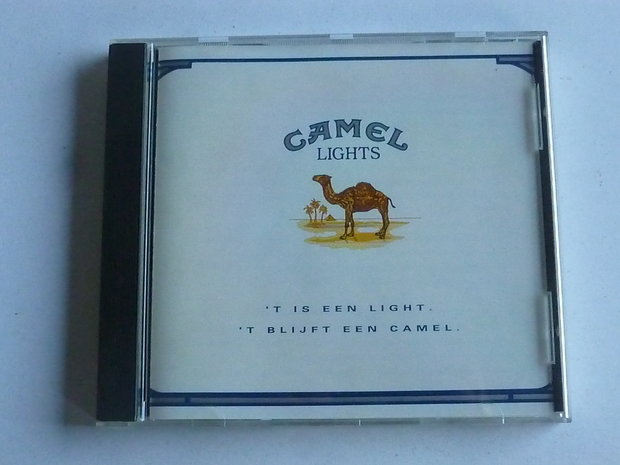 CAMEL
LIGHTS
'T IS EEN LIGHT.
'T BLIJFT EEN CAMEL.